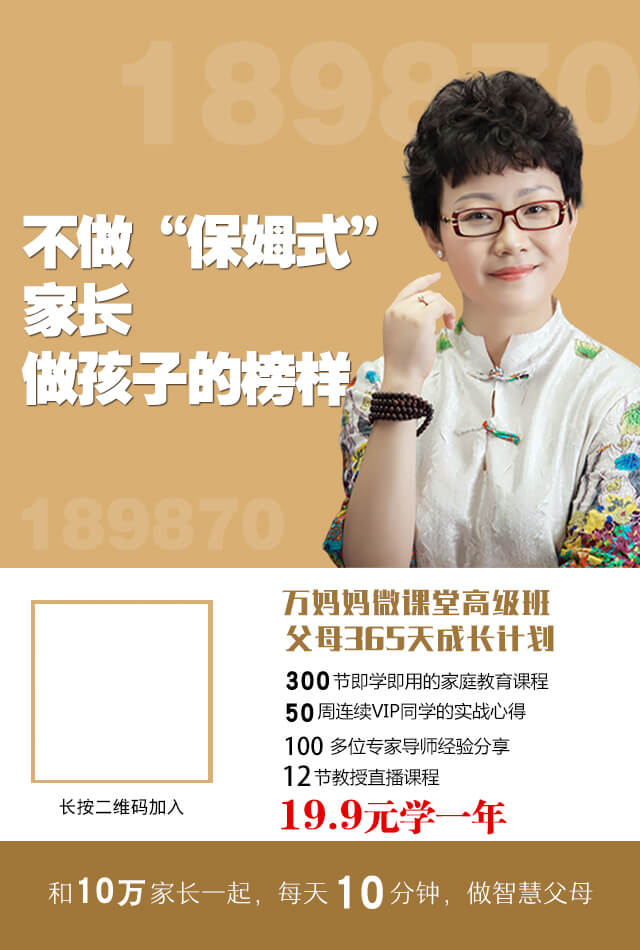 189870
不做“保姆式”
家长
做孩子的榜样
189870
万妈妈微课堂高级班
父母365天成长计划
300节即学即用的家庭教育课程
50周连续VIP同学的实战心得
100 多位专家导师经验分享
12节教授直播课程
19.9元学一年
长按二维码加入
和10万家长一起，每天10分钟，做智慧父母